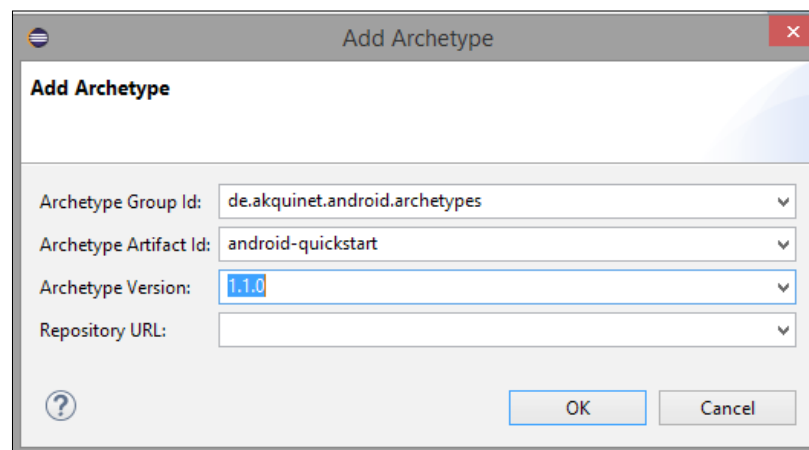 Add Archetype
Add Archetype
Archetype Group Id: de.akquinet.android.archetypes
Archetype Artifact Id: android-quickstart
Archetype Version: 1.1.0
Repository URL:
OK Cancel